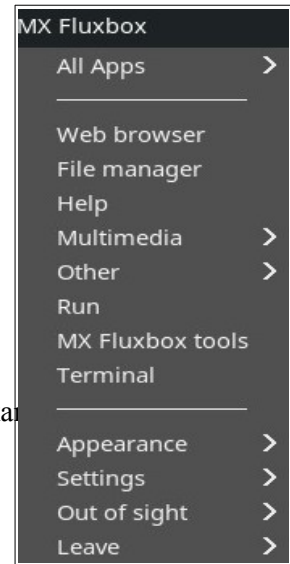 MX Fluxbox
All Apps
Web browser
File manager
Help
Multimedia
Other
Run
MX Fluxbox tools
Terminal
Appearance
Settings
Out of sight
Leave